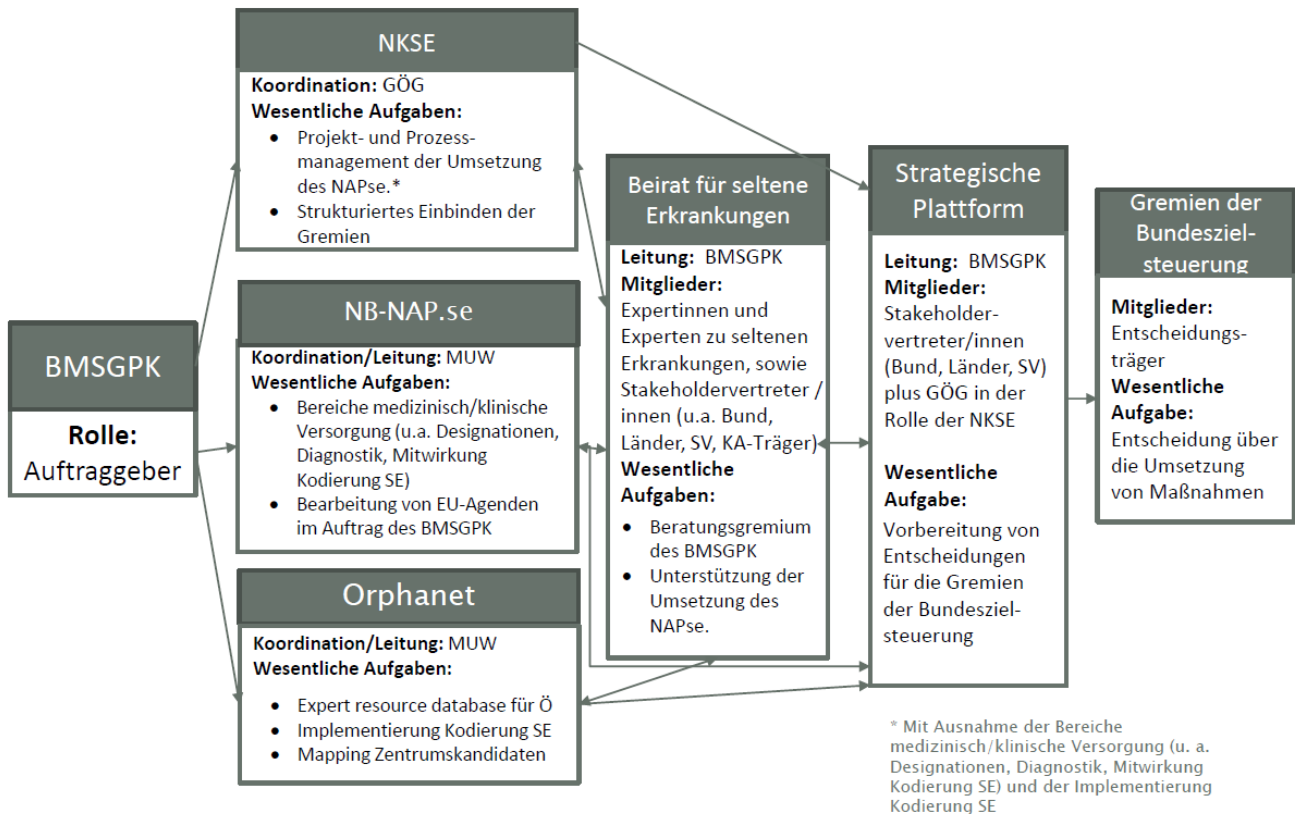 NKSE
Koordination: GÖG
Wesentliche Aufgaben:
• Projekt- und Prozess-
management der Umsetzung
des NAPse.*
• Strukturiertes Einbinden der
Gremien
NB-NAP.se
Koordination/Leitung: MUW
Wesentliche Aufgaben:
• Bereiche medizinisch/klinische
Versorgung (u.a. Designationen,
Diagnostik, Mitwirkung
Kodierung SE)
• Bearbeitung von EU-Agenden
im Auftrag des BMSGPK
BMSGPK
Rolle:
Auftraggeber
Orphanet
Koordination/Leitung: MUW
Wesentliche Aufgaben:
• Expert resource database für Ö
• Implementierung Kodierung SE
• Mapping Zentrumskandidaten
Beirat für seltene
Erkrankungen
Leitung: BMSGPK
Mitglieder:
Expertinnen und
Experten zu seltenen
Erkrankungen, sowie
Stakeholdervertreter /
innen (u.a. Bund,
Länder, SV, KA-Träger)
Wesentliche
Aufgaben:
• Beratungsgremium
des BMSGPK
• Unterstützung der
Umsetzung des
NAPse.
Strategische
Plattform
Leitung: BMSGPK
Mitglieder:
Stakeholder-
vertreter/innen
(Bund, Länder, SV)
plus GÖG in der
Rolle der NKSE
Wesentliche
Aufgabe:
Vorbereitung von
Entscheidungen
für die Gremien
der Bundesziel-
steuerung
Gremien der
Bundesziel-
steuerung
Mitglieder:
Entscheidungs-
träger
Wesentliche
Aufgabe:
Entscheidung über
die Umsetzung
von Maßnahmen
* Mit Ausnahme der Bereiche
medizinisch/klinische Versorgung (u. a.
Designationen, Diagnostik, Mitwirkung
Kodierung SE) und der Implementierung
Kodierung SE